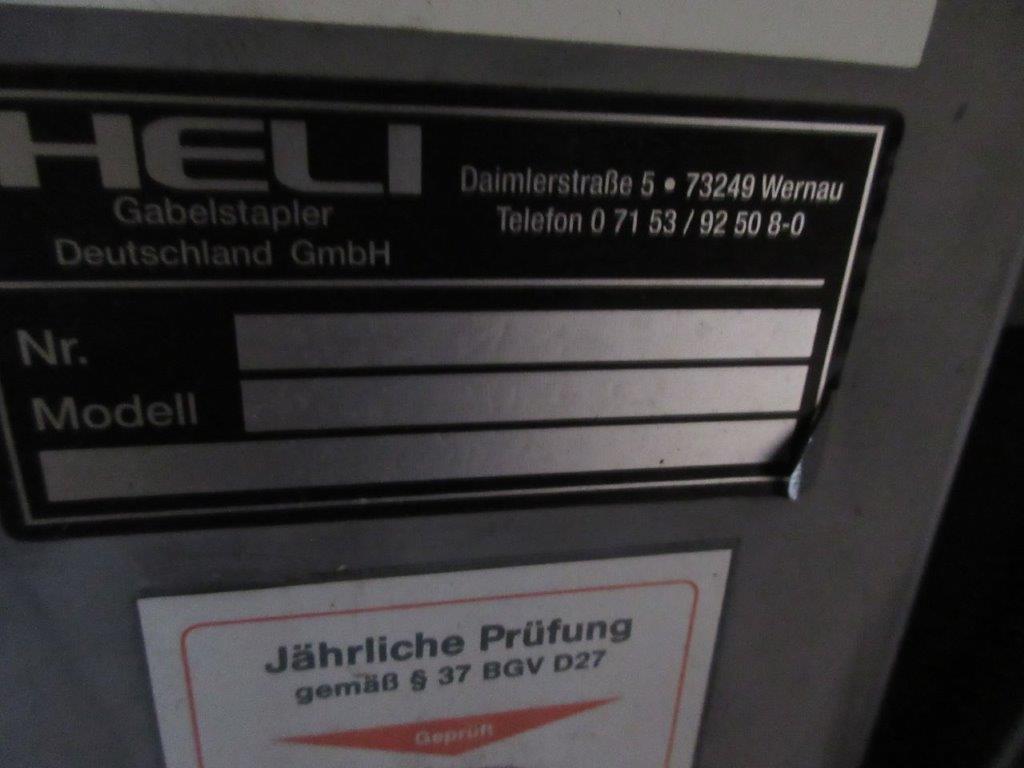 HELI
Gabelstapler
Deutschland GmbH
Daimlerstraße 5 • 73249 Wernau
Telefon 0 71 53 / 92 50 8-0
Nr.
Modell
Jährliche Prüfung
gemäß § 37 BGV D27
Geprüft